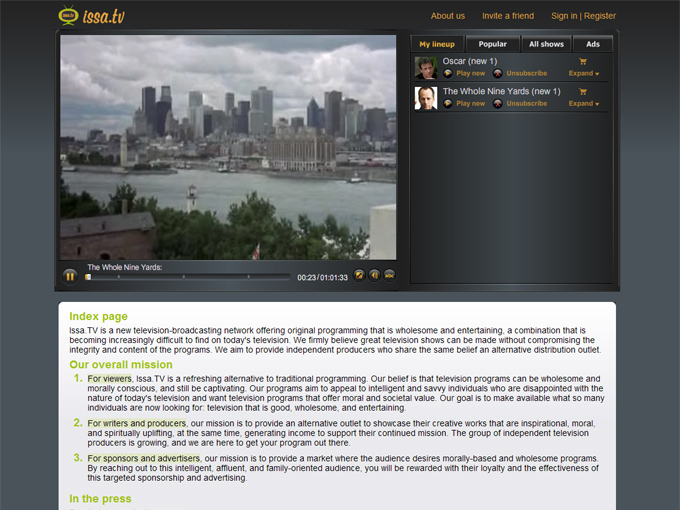 issa.tv issa.tv
About us Invite a friend Sign in | Register
My lineup Popular All shows Ads
Oscar (new 1)
Play new Unsubscribe Expand
The Whole Nine Yards (new 1)
Play new Unsubscribe Expand
The Whole Nine Yards:
00:23 / 01:01:33
Index page
Issa.TV is a new television-broadcasting network offering original programming that is wholesome and entertaining, a combination that is
becoming increasingly difficult to find on today's television. We firmly believe great television shows can be made without compromising the
integrity and content of the programs. We aim to provide independent producers who share the same belief an alternative distribution outlet.
Our overall mission
1. For viewers, Issa.TV is a refreshing alternative to traditional programming. Our belief is that television programs can be wholesome and
morally conscious, and still be captivating. Our programs aim to appeal to intelligent and savvy individuals who are disappointed with the
nature of today's television and want television programs that offer moral and societal value. Our goal is to make available what so many
individuals are now looking for: television that is good, wholesome, and entertaining.
2. For writers and producers, our mission is to provide an alternative outlet to showcase their creative works that are inspirational, moral,
and spiritually uplifting, at the same time, generating income to support their continued mission. The group of independent television
producers is growing, and we are here to get your program out there.
3. For sponsors and advertisers, our mission is to provide a market where the audience desires morally-based and wholesome programs.
By reaching out to this intelligent, affluent, and family-oriented audience, you will be rewarded with their loyalty and the effectiveness of
this targeted sponsorship and advertising.
In the press